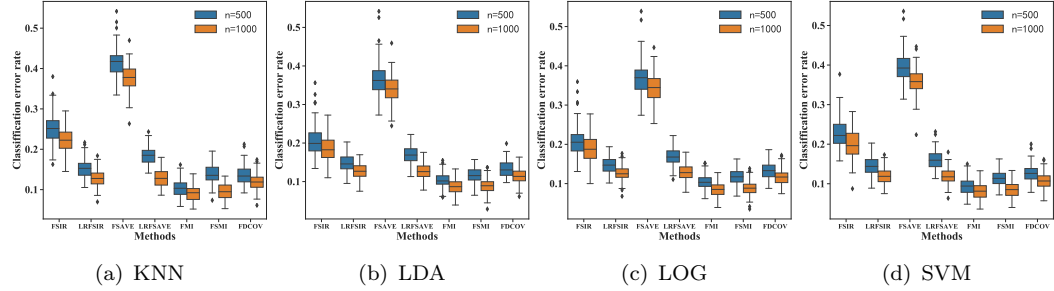 Classiffication error rate
0.5
0.4
0.3
0.2
0.1
n=500
n=1000
FSIR LRFSIR FSAVE LRFSAVE FMI FSMI FDCOV
Methods
(a) KNN
Classiffication error rate
0.5
0.4
0.3
0.2
0.1
n=500
n=1000
FSIR LRFSIR FSAVE LRFSAVE FMI FSMI FDCOV
Methods
(b) LDA
Classiffication error rate
0.5
0.4
0.3
0.2
0.1
n=500
n=1000
FSIR LRFSIR FSAVE LRFSAVE FMI FSMI FDCOV
Methods
(c) LOG
Classiffication error rate
0.5
0.4
0.3
0.2
0.1
n=500
n=1000
FSIR LRFSIR FSAVE LRFSAVE FMI FSMI FDCOV
Methods
(d) SVM